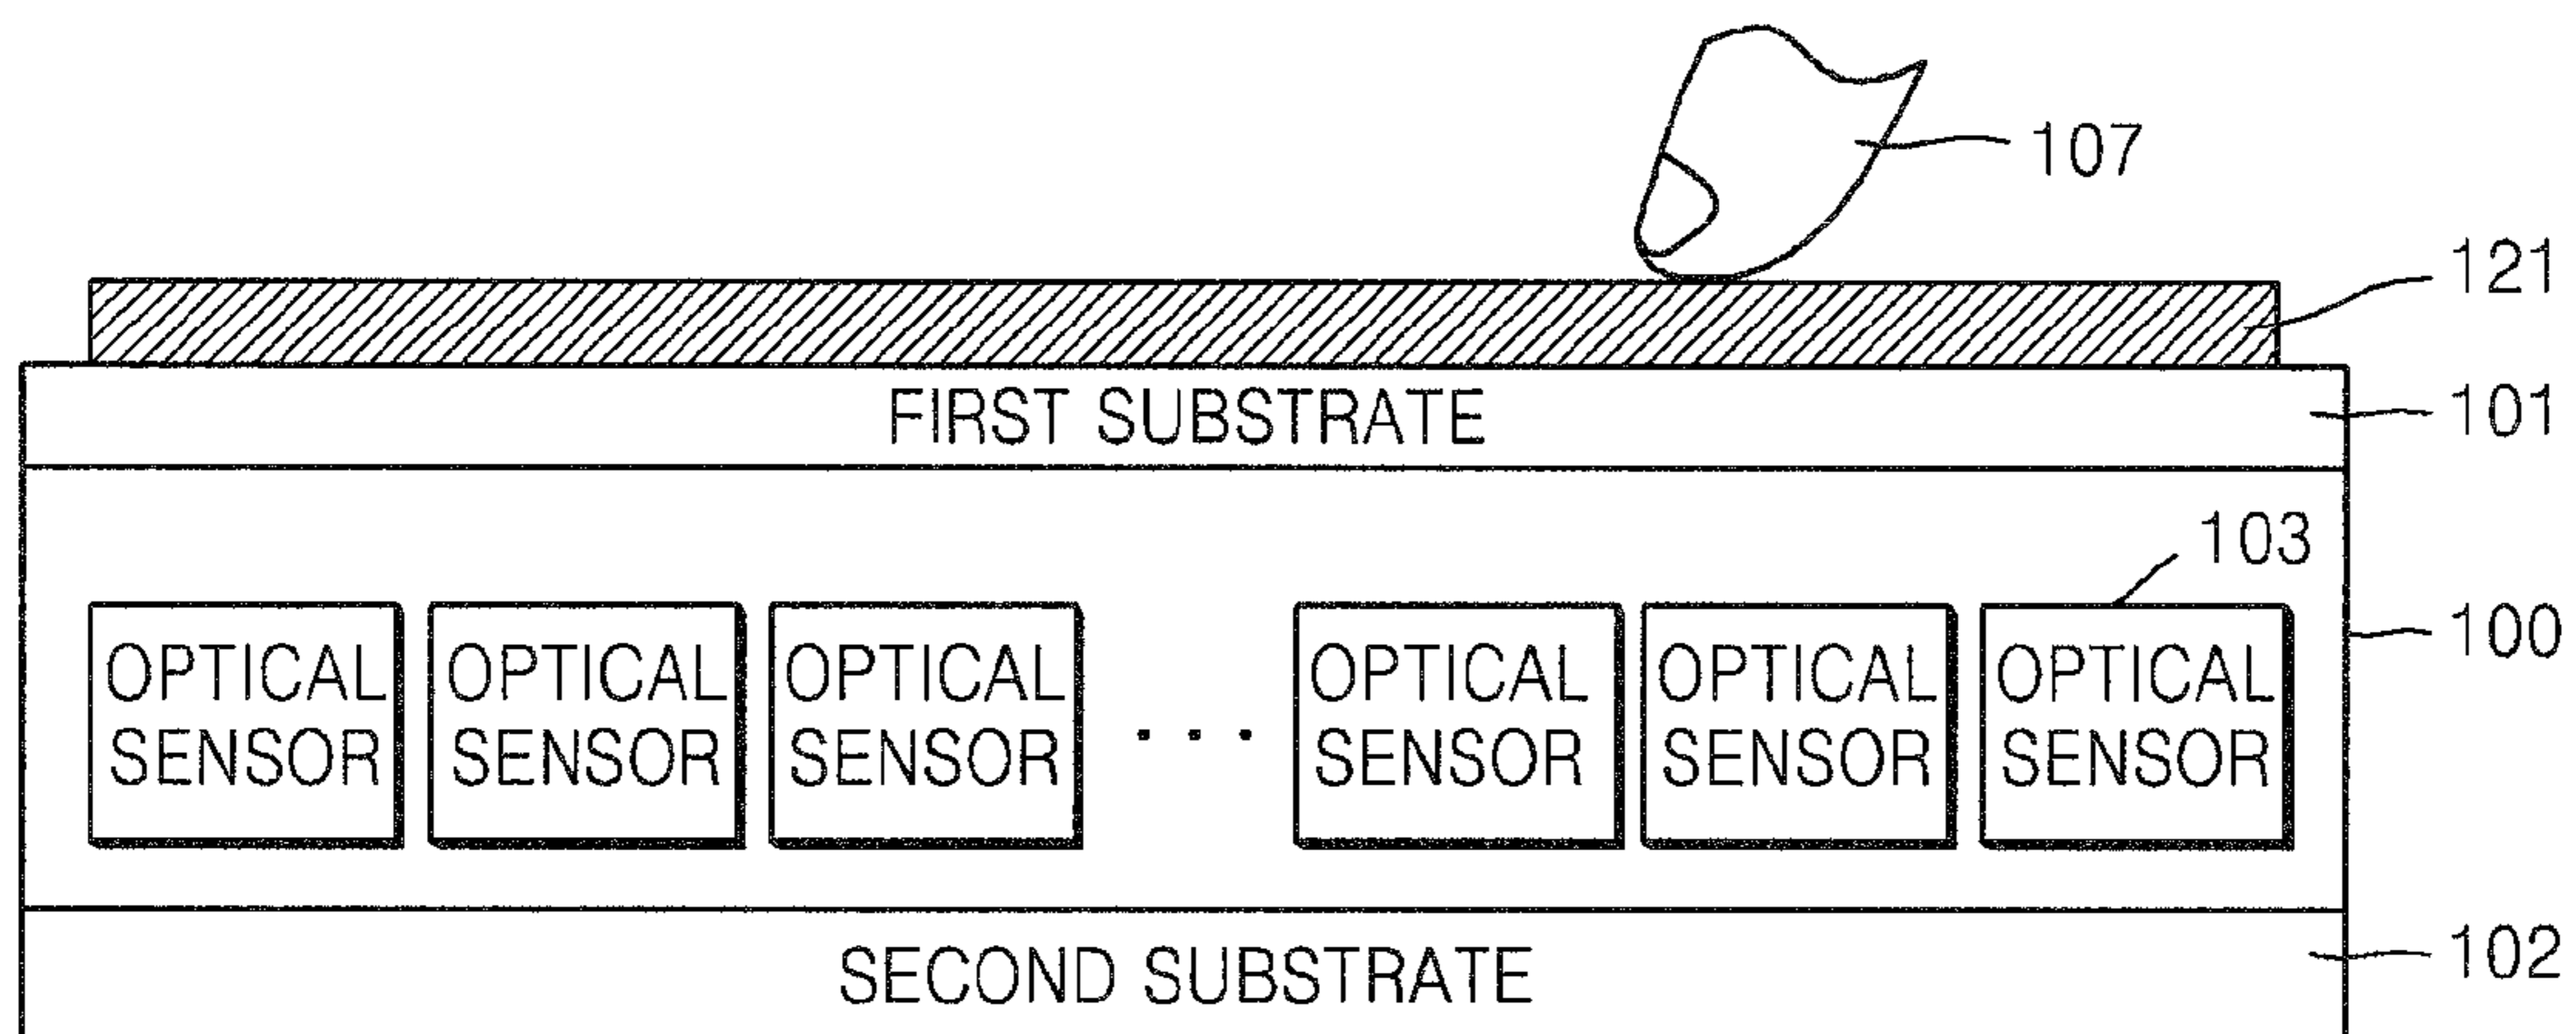 107
121
FIRST SUBSTRATE
101
103
100
OPTICAL
SENSOR
OPTICAL
SENSOR
OPTICAL
SENSOR
. . .
OPTICAL
SENSOR
OPTICAL
SENSOR
OPTICAL
SENSOR
SECOND SUBSTRATE
102